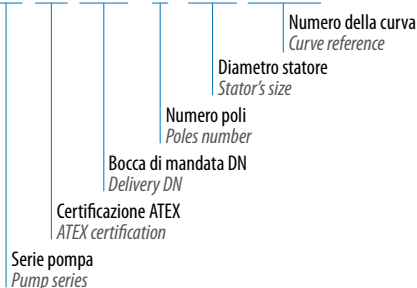 Numero della curva
Curve reference
Diametro statore
Stator's size
Numero poli
Poles number
Bocca di mandata DN
Delivery DN
Certificazione ATEX
ATEX certification
Serie pompa
Pump series